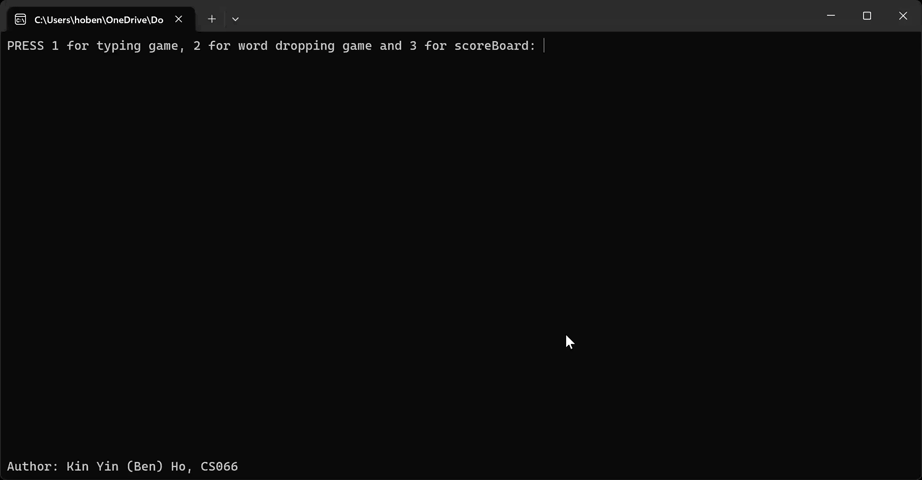 C:\Users\hoben\OneDrive\Do
PRESS 1 for typing game, 2 for word dropping game and 3 for scoreBoard:
Author: Kin Yin (Ben) Ho, CS066